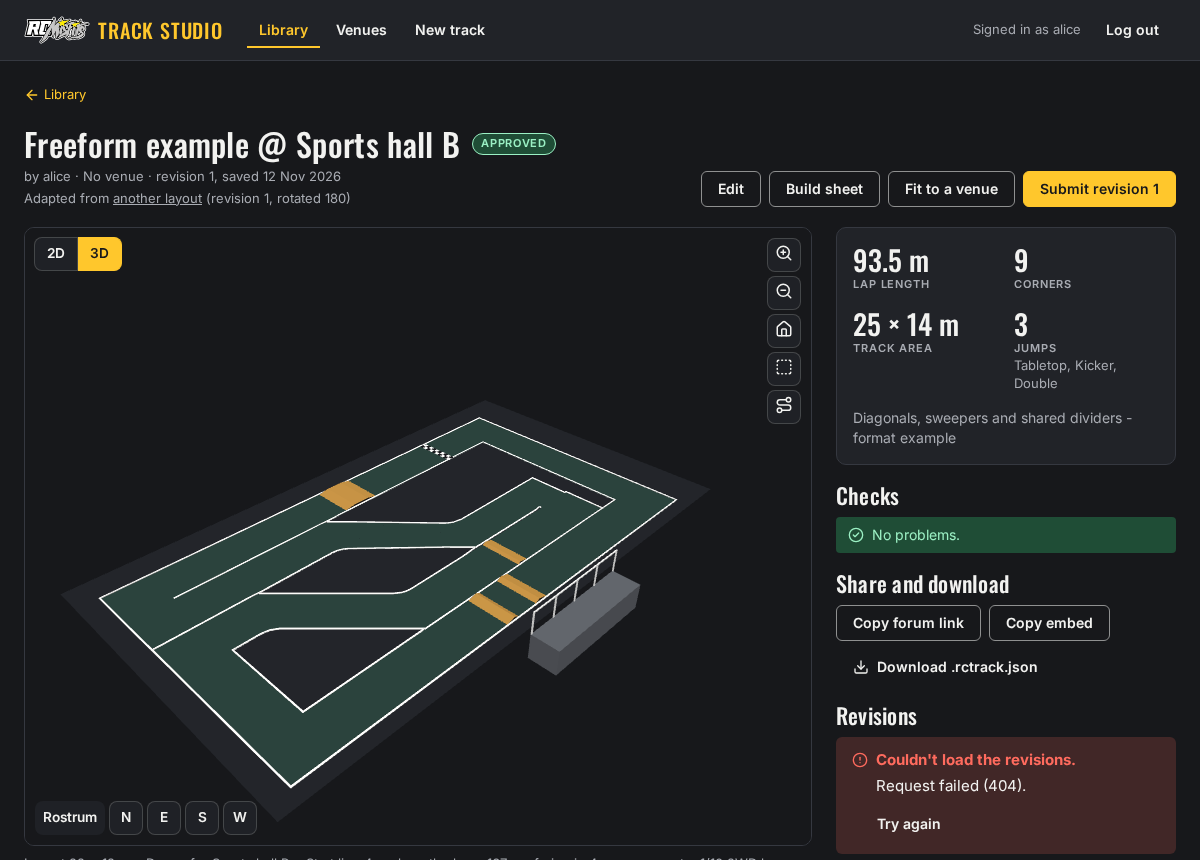 RC
TRACK STUDIO
Library
Venues
New track
Signed in as alice
Log out
Library
Freeform example @ Sports hall B
APPROVED
by alice · No venue · revision 1, saved 12 Nov 2026
Adapted from another layout (revision 1, rotated 180)
Edit
Build sheet
Fit to a venue
Submit revision 1
2D
3D
Rostrum
N
E
S
W
93.5 m
LAP LENGTH
9
CORNERS
25 × 14 m
TRACK AREA
3
JUMPS
Tabletop, Kicker,
Double
Diagonals, sweepers and shared dividers -
format example
Checks
No problems.
Share and download
Copy forum link
Copy embed
Download .rctrack.json
Revisions
Couldn't load the revisions.
Request failed (404).
Try again